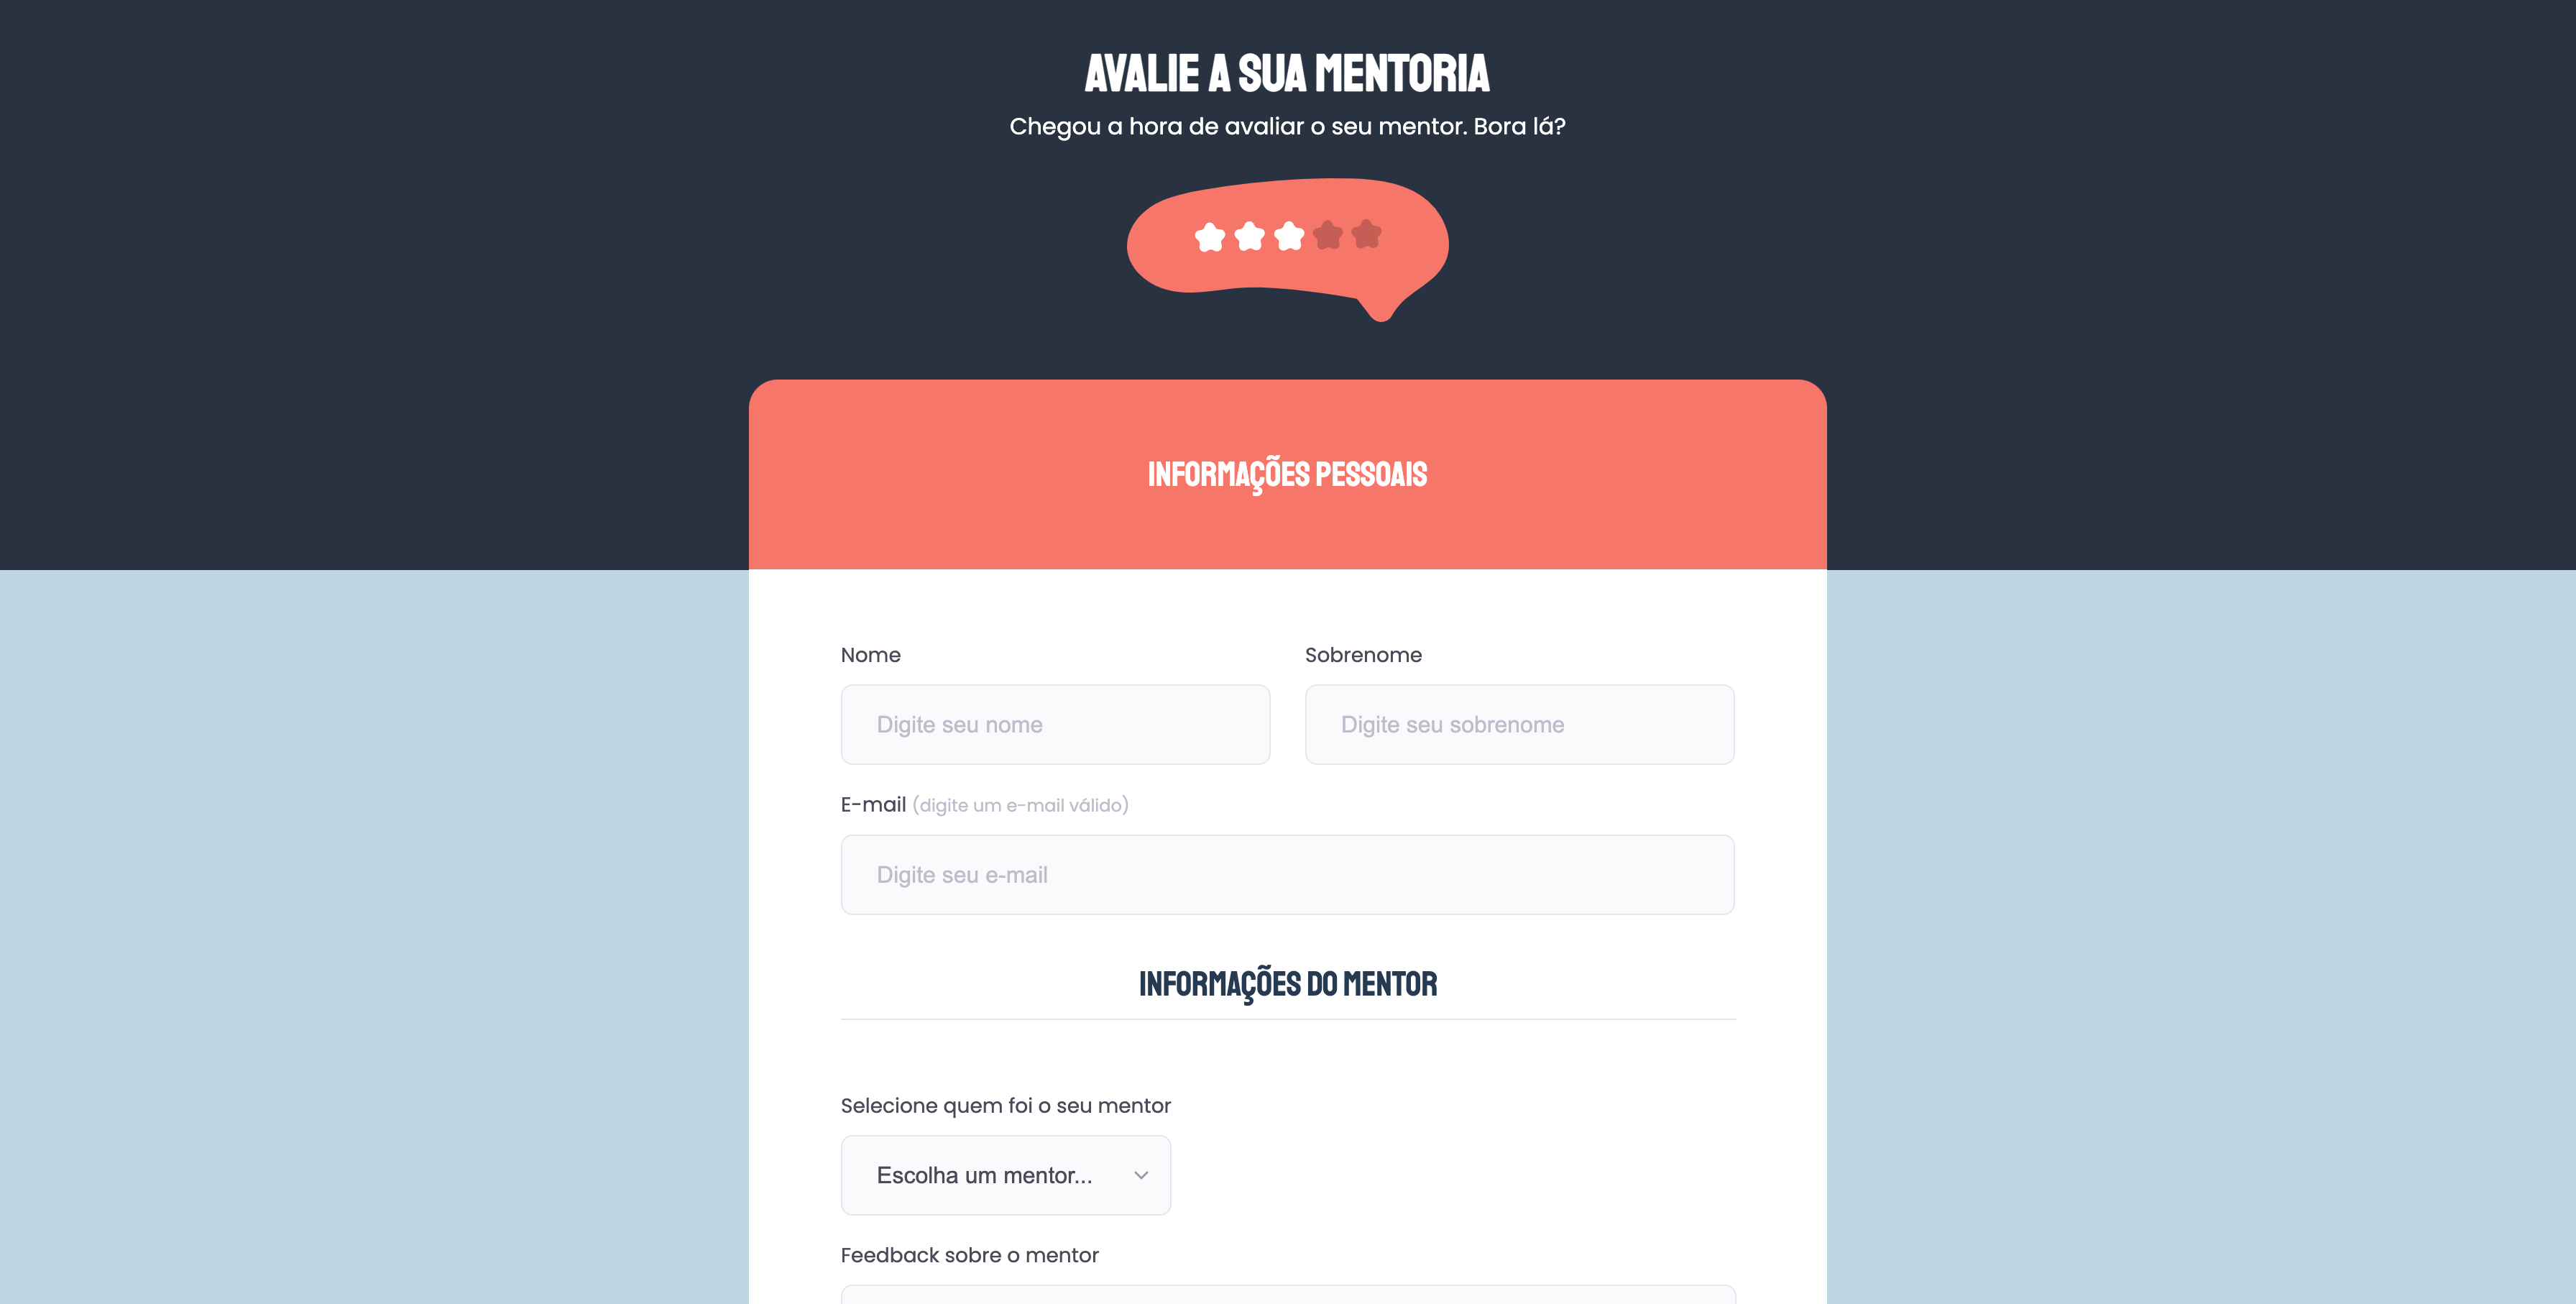 AVALIE A SUA MENTORIA
Chegou a hora de avaliar o seu mentor. Bora lá?
INFORMAÇÕES PESSOAIS
Nome
Sobrenome
Digite seu nome
Digite seu sobrenome
E-mail (digite um e-mail válido)
Digite seu e-mail
INFORMAÇÕES DO MENTOR
Selecione quem foi o seu mentor
Escolha um mentor...
Feedback sobre o mentor